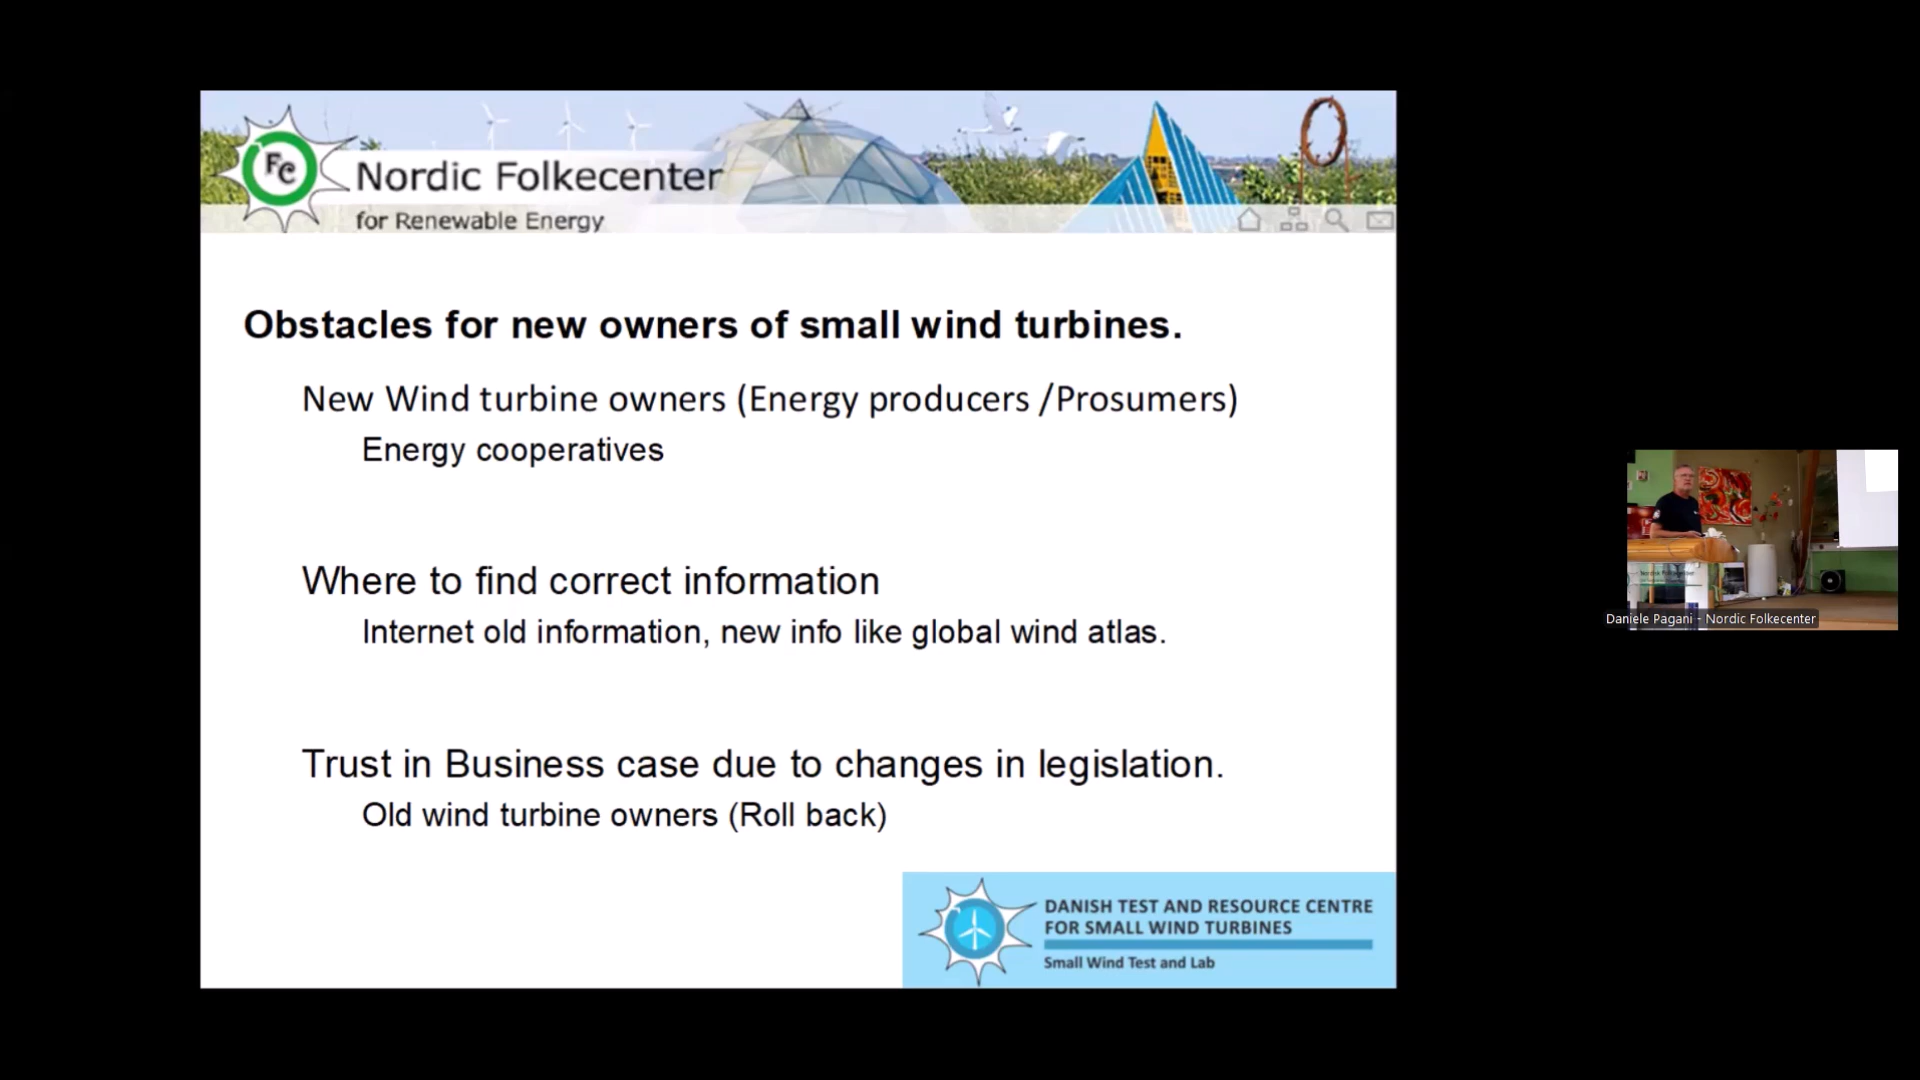 Fc
Nordic Folkecenter
for Renewable Energy
Obstacles for new owners of small wind turbines.
New Wind turbine owners (Energy producers /Prosumers)
Energy cooperatives
Where to find correct information
Internet old information, new info like global wind atlas.
Trust in Business case due to changes in legislation.
Old wind turbine owners (Roll back)
DANISH TEST AND RESOURCE CENTRE
FOR SMALL WIND TURBINES
Small Wind Test and Lab
Nordic Folkecenter
Daniele Pagani - Nordic Folkecenter